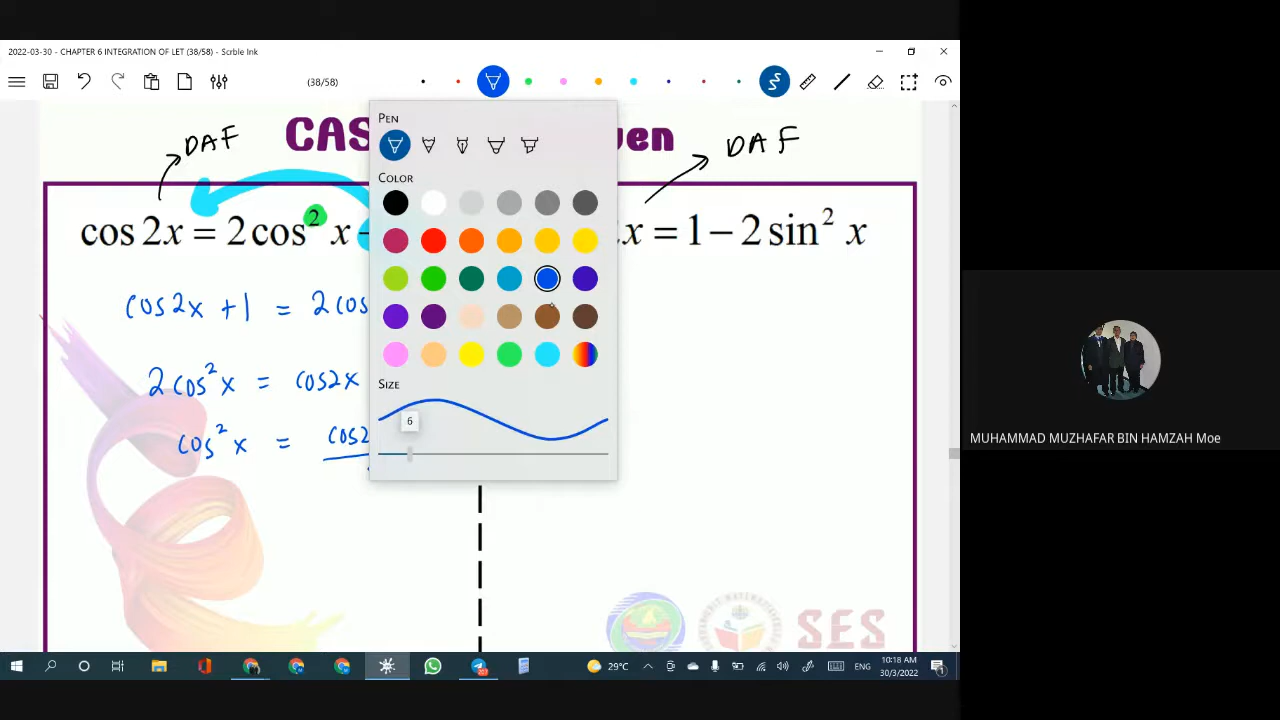 2022-03-30 - CHAPTER 6 INTEGRATION OF LET (38/58) - Scrble Ink
(38/58)
DAF
CAS
ven
DAF
PEN
COLOR
cos 2x = 2 cos² x -
x = 1 − 2 sin² x
cos2x + 1 = 2cos
2cos²x = cos2x
cos²x = cos2
SIZE
6
MUHAMMAD MUZHAFAR BIN HAMZAH Moe
SES
29°C
ENG
10:18 AM
30/3/2022